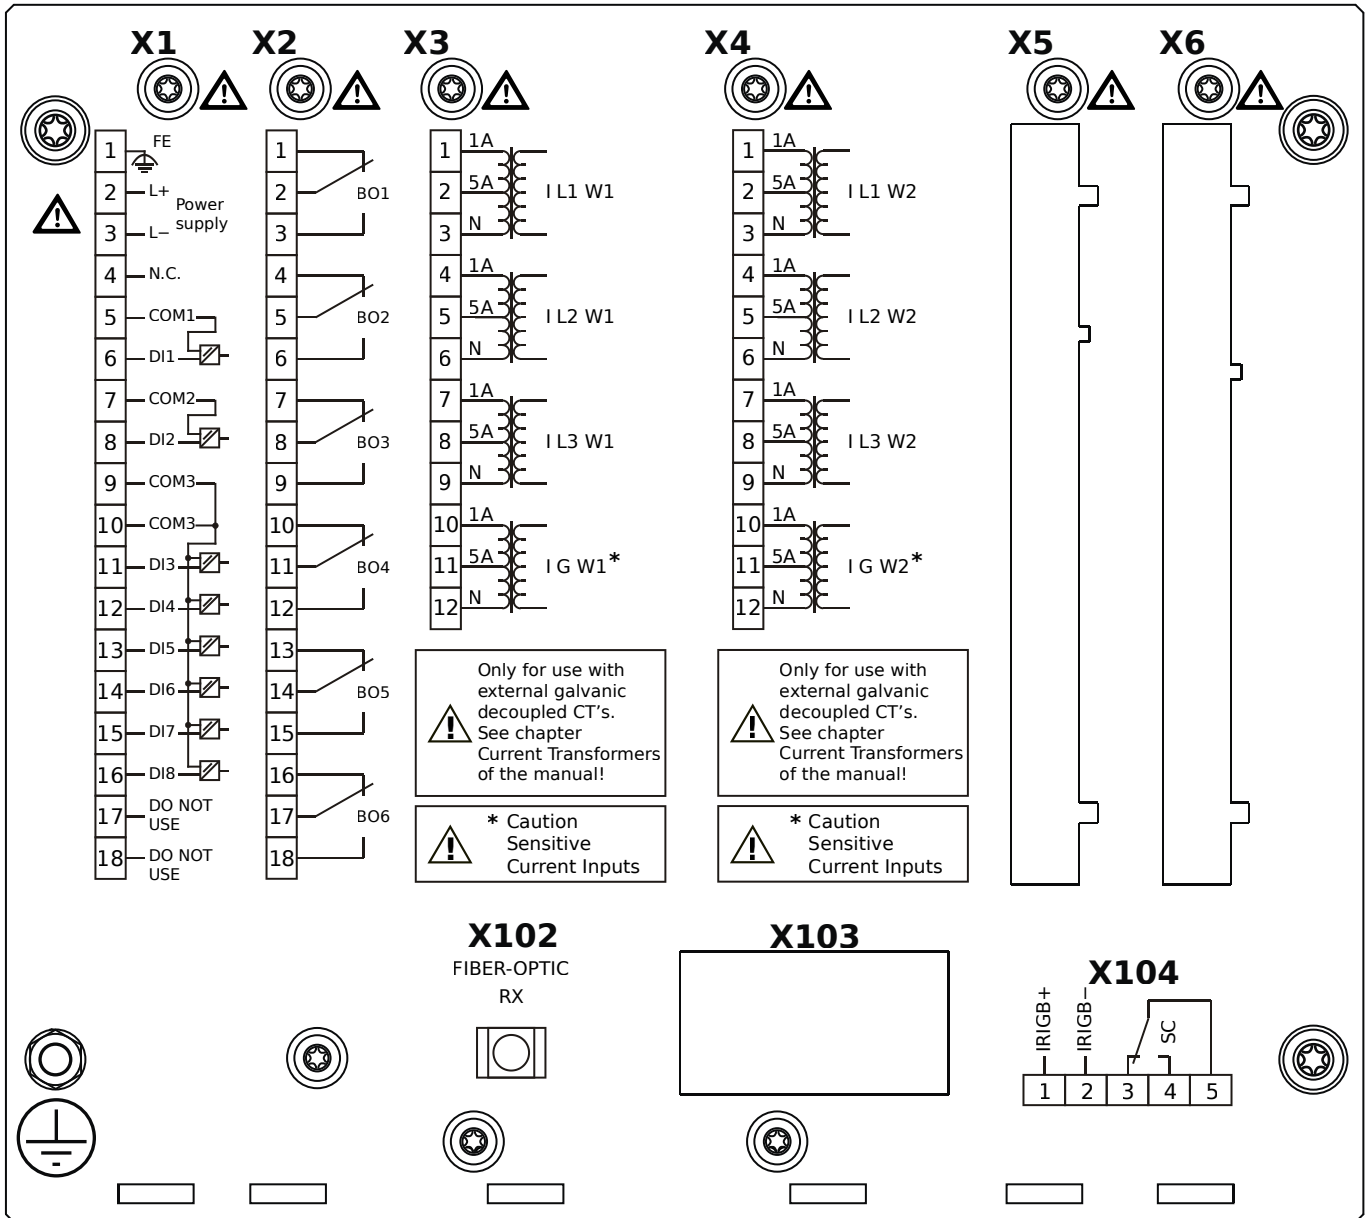 X1
X2
X3
X4
X5
X6
1
FE
2
L+
Power
supply
3
L−
4
N.C.
5
COM1
6
DI1
7
COM2
8
DI2
9
COM3
10
COM3
11
DI3
12
DI4
13
DI5
14
DI6
15
DI7
16
DI8
17
DO NOT
USE
18
DO NOT
USE
1
2
BO1
3
4
5
BO2
6
7
8
BO3
9
10
11
BO4
12
13
14
BO5
15
16
17
BO6
18
1
1A
2
5A
I L1 W1
3
N
4
1A
5
5A
I L2 W1
6
N
7
1A
8
5A
I L3 W1
9
N
10
1A
11
5A
I G W1*
12
N
Only for use with
external galvanic
decoupled CT's.
See chapter
Current Transformers
of the manual!
* Caution
Sensitive
Current Inputs
1
1A
2
5A
I L1 W2
3
N
4
1A
5
5A
I L2 W2
6
N
7
1A
8
5A
I L3 W2
9
N
10
1A
11
5A
I G W2*
12
N
Only for use with
external galvanic
decoupled CT's.
See chapter
Current Transformers
of the manual!
* Caution
Sensitive
Current Inputs
X102
FIBER-OPTIC
RX
X103
X104
IRIGB+
IRIGB−
SC
1 2 3 4 5